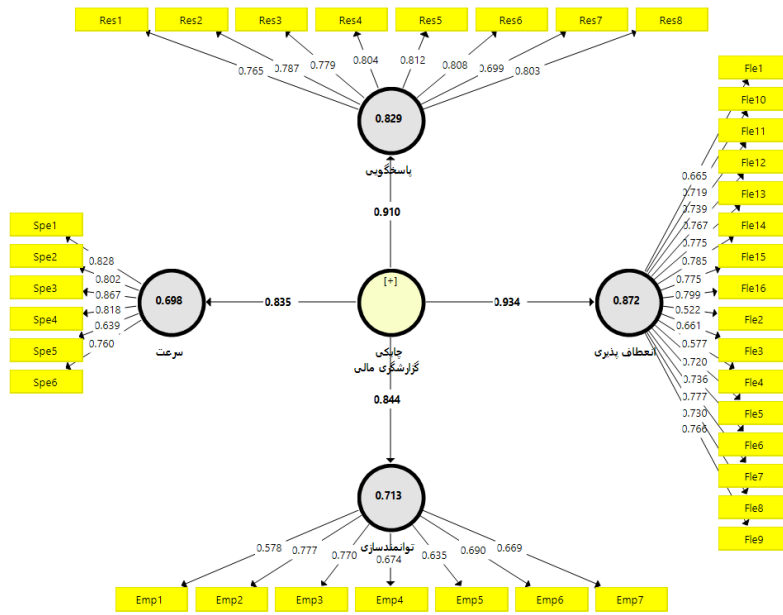 Res1
Res2
Res3
Res4
Res5
Res6
Res7
Res8
0.765
0.787
0.779
0.804
0.812
0.808
0.699
0.803
0.829
پاسخگویی
0.910
Spe1
Spe2
Spe3
Spe4
Spe5
Spe6
0.828
0.802
0.867
0.818
0.639
0.760
0.698
سرعت
0.835
[+]
چابکی
گزارشگری مالی
0.934
0.872
انعطاف پذیری
0.665
0.719
0.739
0.767
0.775
0.785
0.775
0.799
0.522
0.661
0.577
0.720
0.736
0.777
0.730
0.766
Fle1
Fle10
Fle11
Fle12
Fle13
Fle14
Fle15
Fle16
Fle2
Fle3
Fle4
Fle5
Fle6
Fle7
Fle8
Fle9
0.844
0.713
توانمندسازی
0.578
0.777
0.770
0.674
0.635
0.690
0.669
Emp1
Emp2
Emp3
Emp4
Emp5
Emp6
Emp7